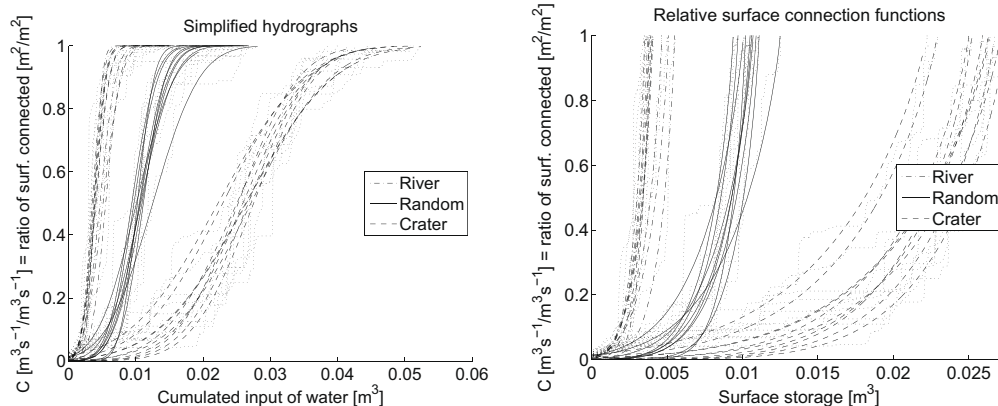 Simplified hydrographs
C [m³s⁻¹/m³s⁻¹] = ratio of surf. connected [m²/m²]
1
0.8
0.6
0.4
0.2
0
0 0.01 0.02 0.03 0.04 0.05 0.06
Cumulated input of water [m³]
River
Random
Crater
Relative surface connection functions
C [m³s⁻¹/m³s⁻¹] = ratio of surf. connected [m²/m²]
1
0.8
0.6
0.4
0.2
0
0 0.005 0.01 0.015 0.02 0.025
Surface storage [m³]
River
Random
Crater